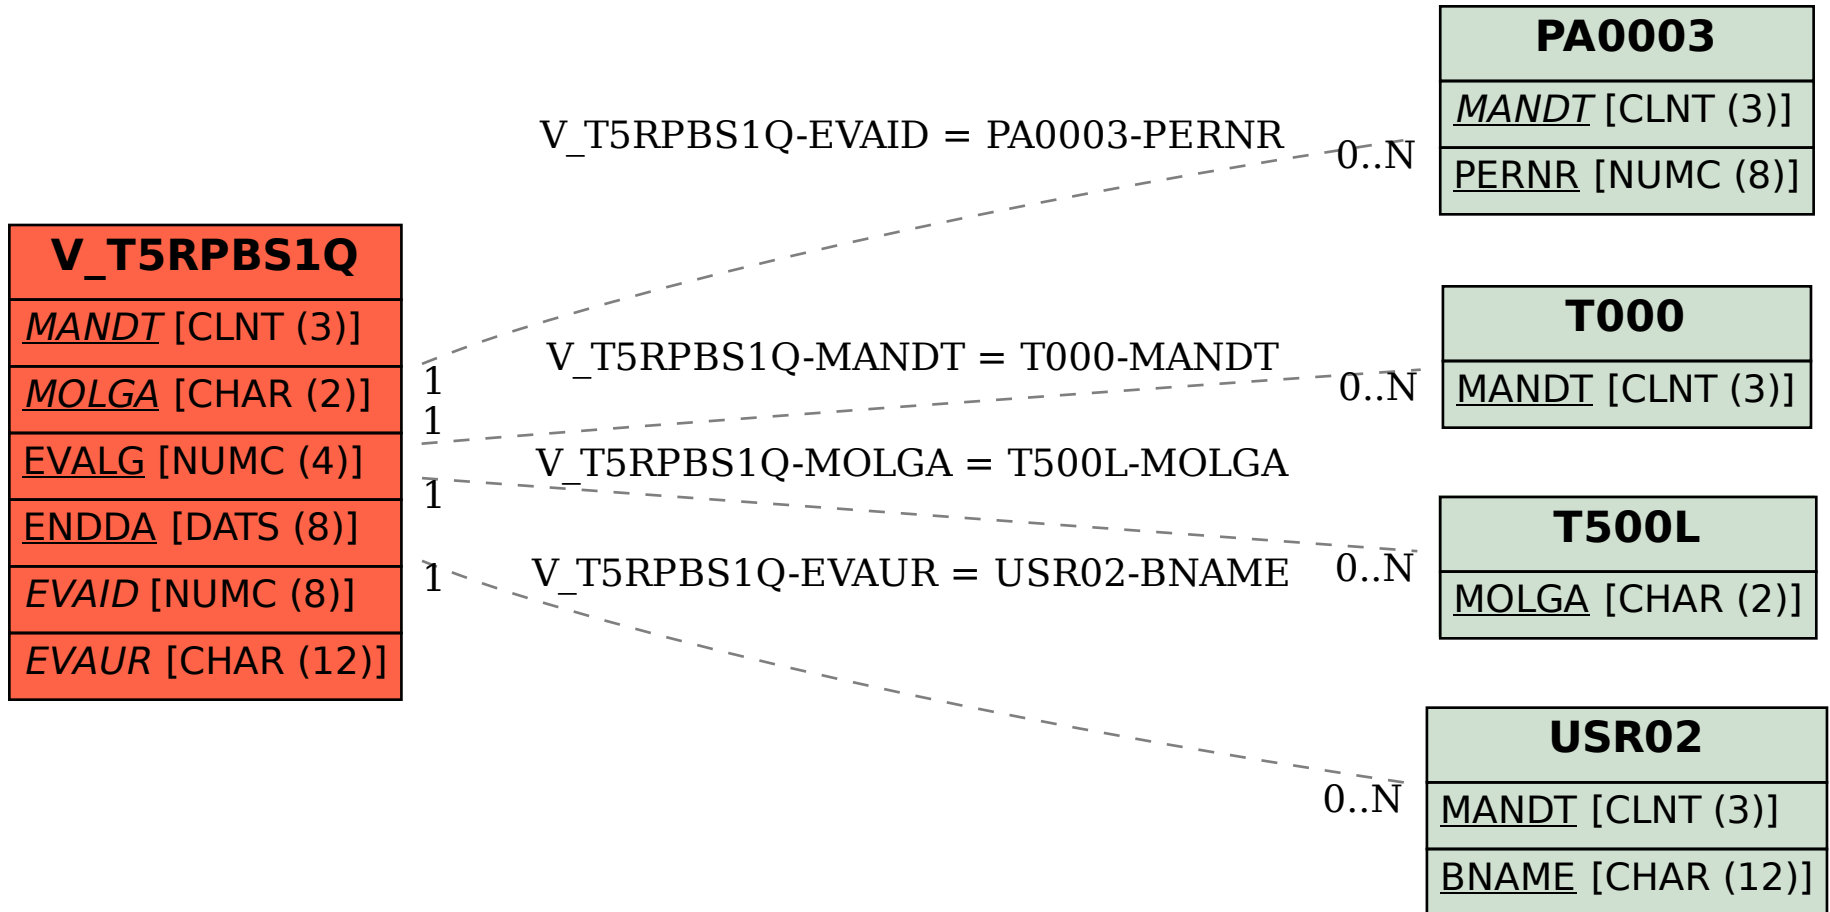 V_T5RPBS1Q
MANDT [CLNT (3)]
MOLGA [CHAR (2)]
EVALG [NUMC (4)]
ENDDA [DATS (8)]
EVAID [NUMC (8)]
EVAUR [CHAR (12)]
V_T5RPBS1Q-EVAID = PA0003-PERNR
0..N
1
V_T5RPBS1Q-MANDT = T000-MANDT
0..N
1
V_T5RPBS1Q-MOLGA = T500L-MOLGA
0..N
1
V_T5RPBS1Q-EVAUR = USR02-BNAME
0..N
1
PA0003
MANDT [CLNT (3)]
PERNR [NUMC (8)]
T000
MANDT [CLNT (3)]
T500L
MOLGA [CHAR (2)]
USR02
MANDT [CLNT (3)]
BNAME [CHAR (12)]